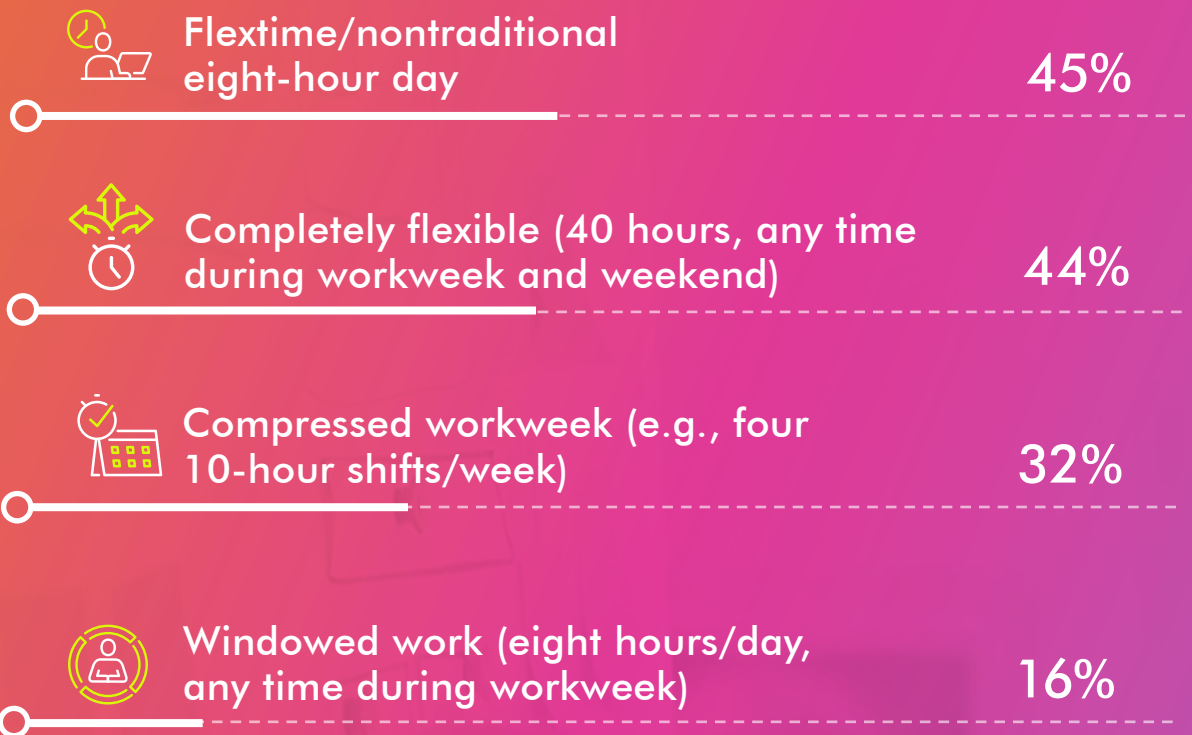 Flextime/nontraditional
eight-hour day
45%
Completely flexible (40 hours, any time
during workweek and weekend)
44%
Compressed workweek (e.g., four
10-hour shifts/week)
32%
Windowed work (eight hours/day,
any time during workweek)
16%